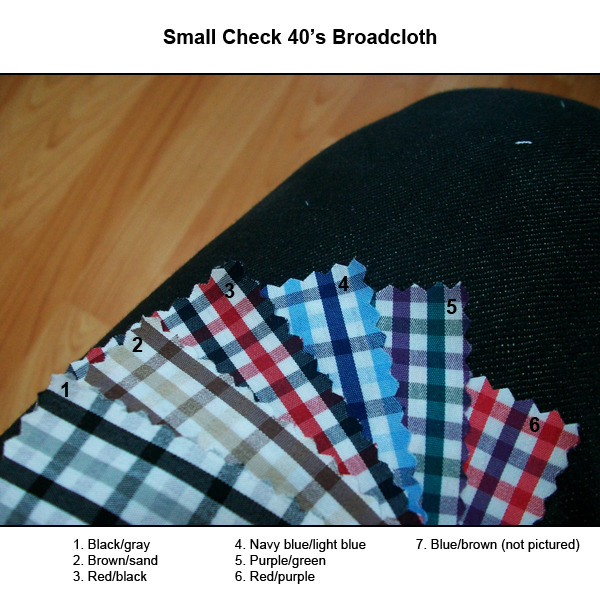 Small Check 40’s Broadcloth
1
2
3
4
5
6
1. Black/gray
2. Brown/sand
3. Red/black
4. Navy blue/light blue
5. Purple/green
6. Red/purple
7. Blue/brown (not pictured)